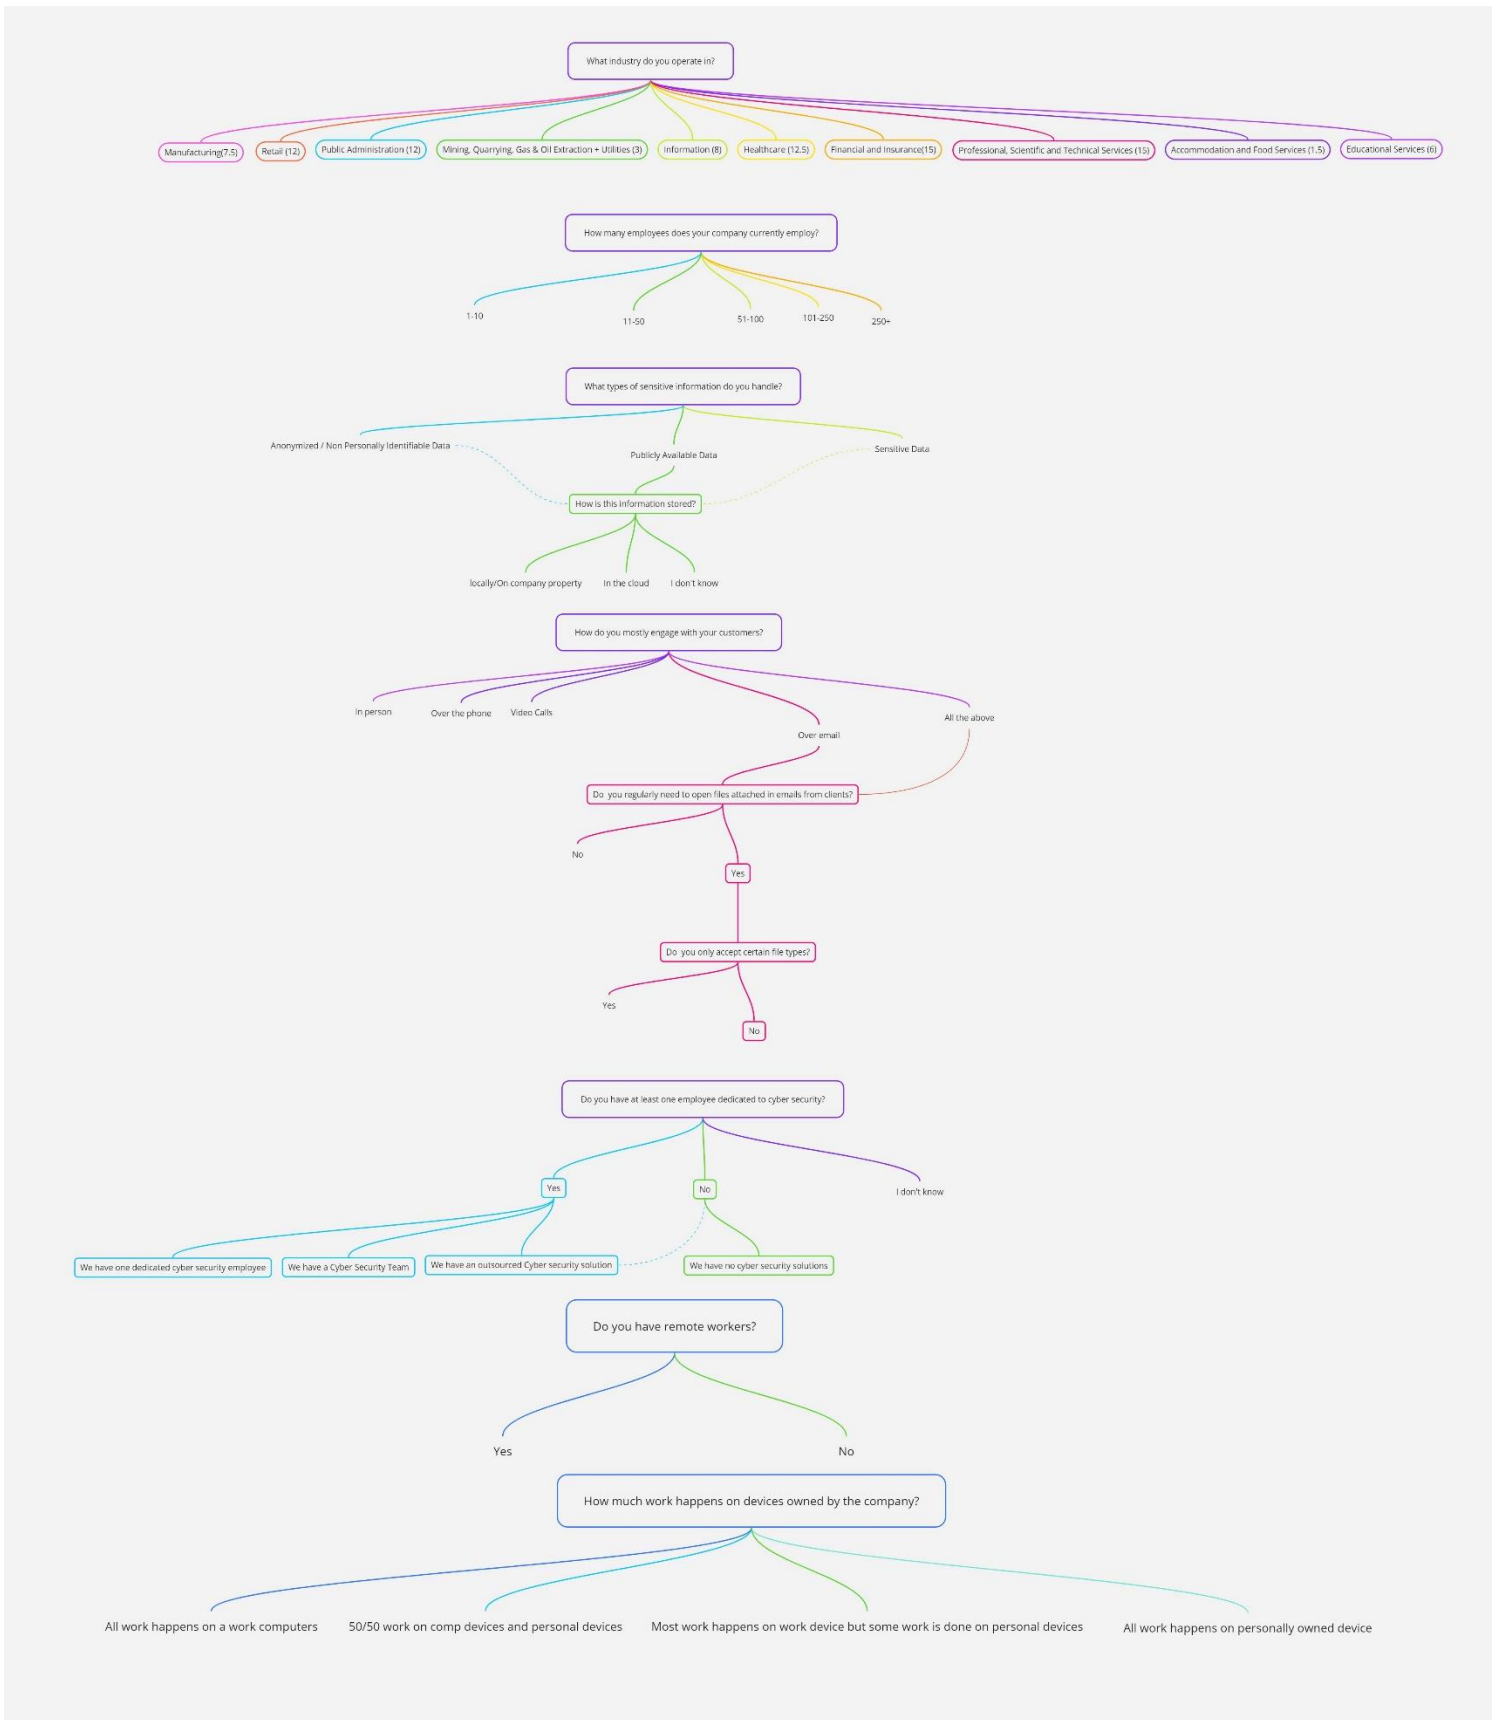 What industry do you operate in?
Manufacturing(7.5)
Retail (12)
Public Administration (12)
Mining, Quarrying, Gas & Oil Extraction + Utilities (3)
Information (8)
Healthcare (12.5)
Financial and Insurance(15)
Professional, Scientific and Technical Services (15)
Accommodation and Food Services (1.5)
Educational Services (6)
How many employees does your company currently employ?
1-10
11-50
51-100
101-250
250+
What types of sensitive information do you handle?
Anonymized / Non Personally Identifiable Data
Publicly Available Data
Sensitive Data
How is this information stored?
locally/On company property
In the cloud
I don't know
How do you mostly engage with your customers?
In person
Over the phone
Video Calls
Over email
All the above
Do you regularly need to open files attached in emails from clients?
No
Yes
Do you only accept certain file types?
Yes
No
Do you have at least one employee dedicated to cyber security?
Yes
No
I don't know
We have one dedicated cyber security employee
We have a Cyber Security Team
We have an outsourced Cyber security solution
We have no cyber security solutions
Do you have remote workers?
Yes
No
How much work happens on devices owned by the company?
All work happens on a work computers
50/50 work on comp devices and personal devices
Most work happens on work device but some work is done on personal devices
All work happens on personally owned device